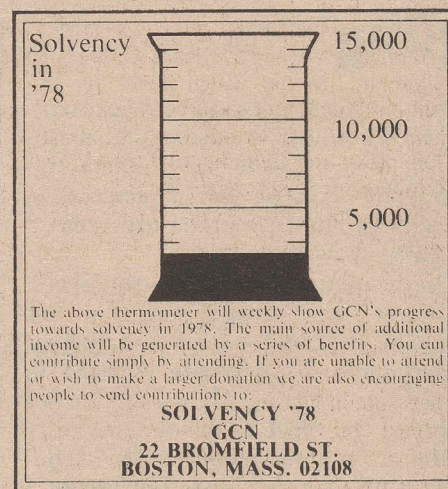 Solvency
in
'78
15,000
10,000
5,000
The above thermometer will weekly show GCN's progress
towards solvency in 1978. The main source of additional
income will be generated by a series of benefits. You can
contribute simply by attending. If you are unable to attend
or wish to make a larger donation we are also encouraging
people to send contributions to:
SOLVENCY '78
GCN
22 BROMFIELD ST.
BOSTON, MASS. 02108